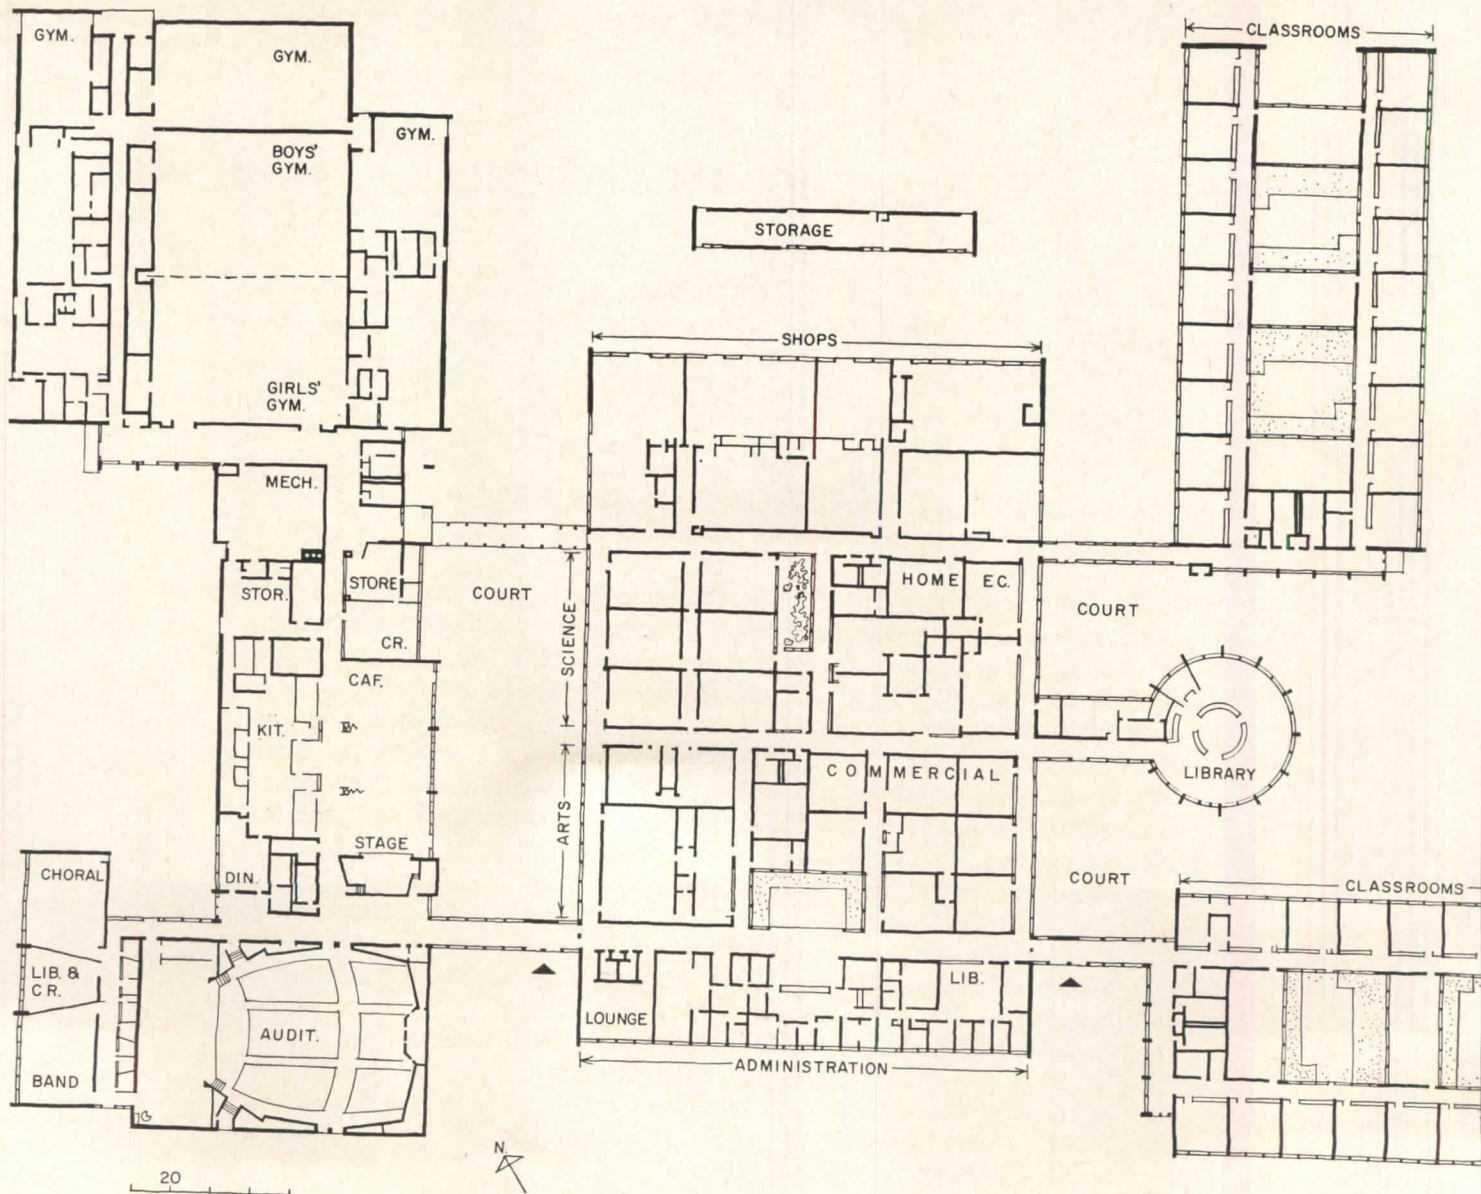 GYM.
GYM.
GYM.
BOYS'
GYM.
GIRLS'
GYM.
CLASSROOMS
STORAGE
SHOPS
MECH.
STOR.
STORE
CR.
COURT
SCIENCE
HOME EC.
COURT
CAF.
KIT.
STAGE
DIN.
ARTS
COMMERCIAL
LIBRARY
COURT
CLASSROOMS
CHORAL
LIB. &
CR.
BAND
AUDIT.
LOUNGE
LIB.
ADMINISTRATION
N.
20